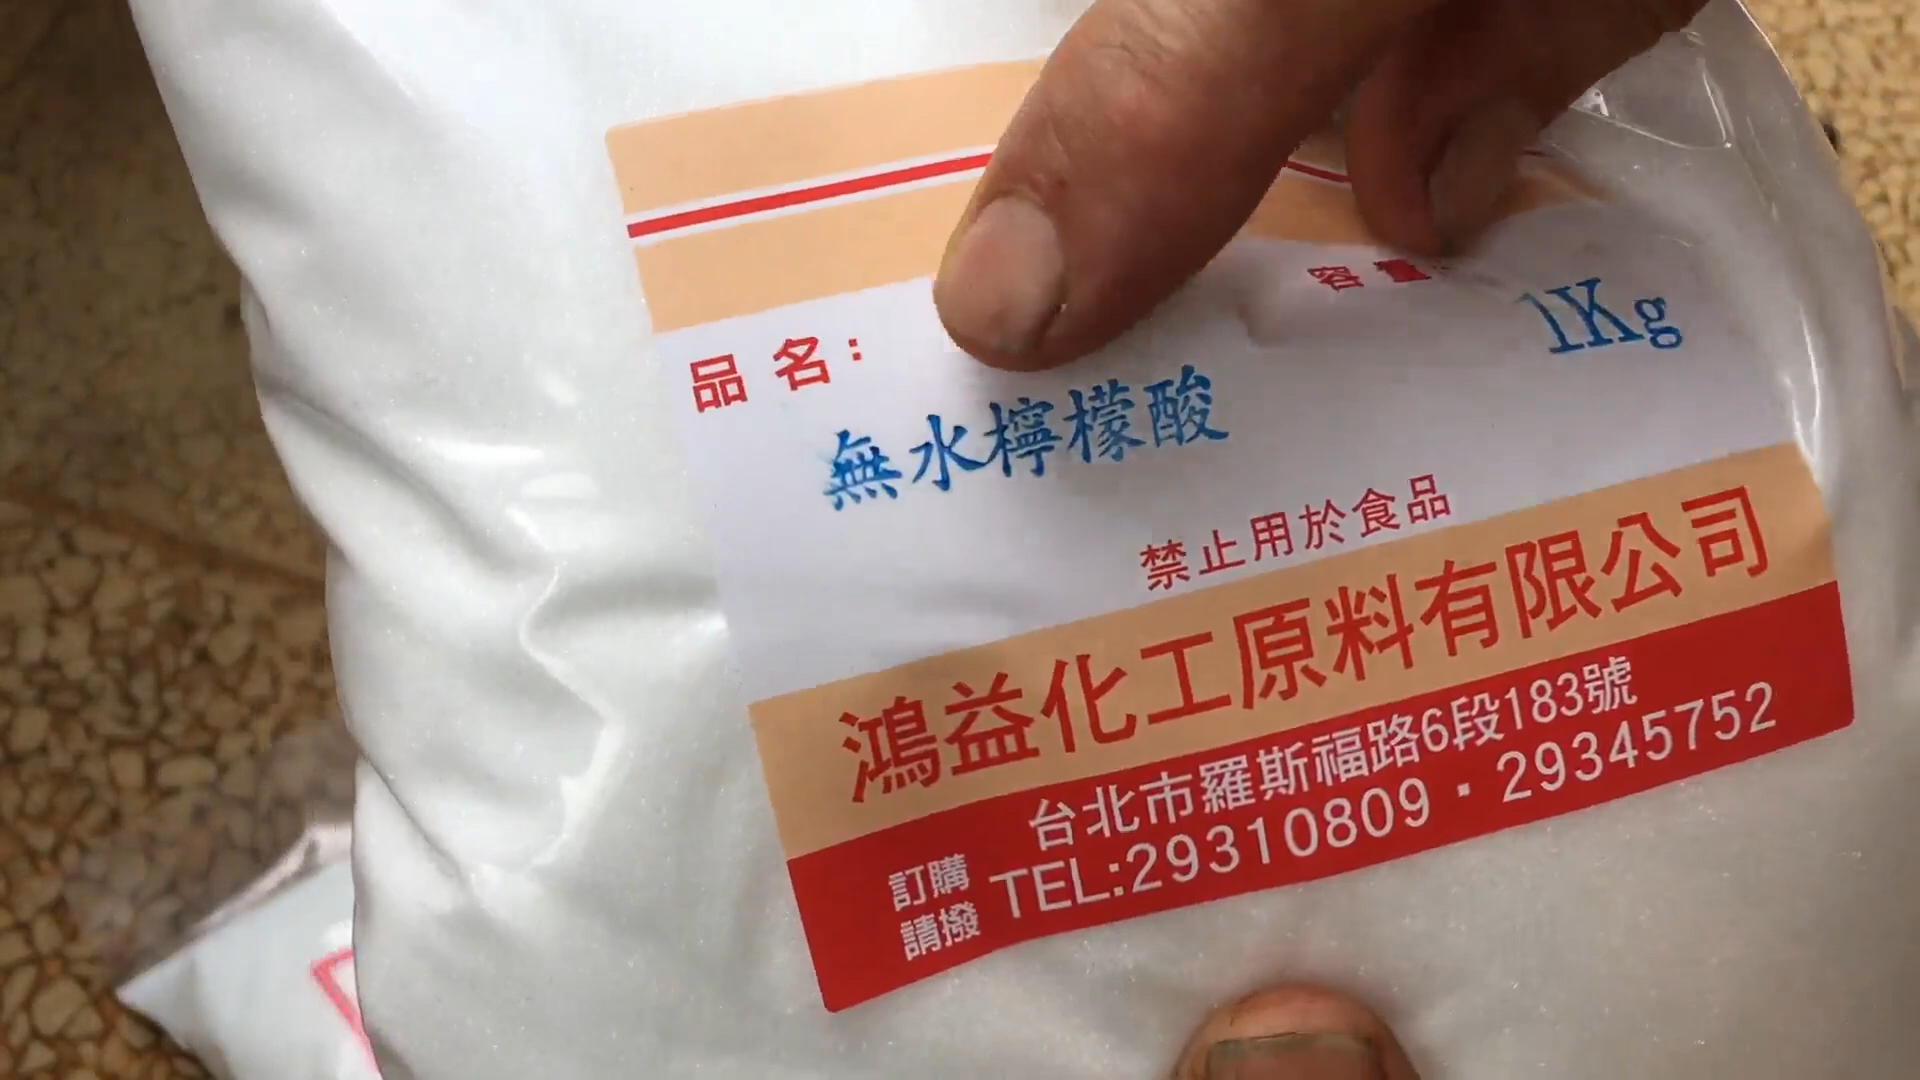 品名:
容量
1Kg
無水檸檬酸
禁止用於食品
鴻益化工原料有限公司
台北市羅斯福路6段183號
訂購請撥
TEL:29310809·29345752